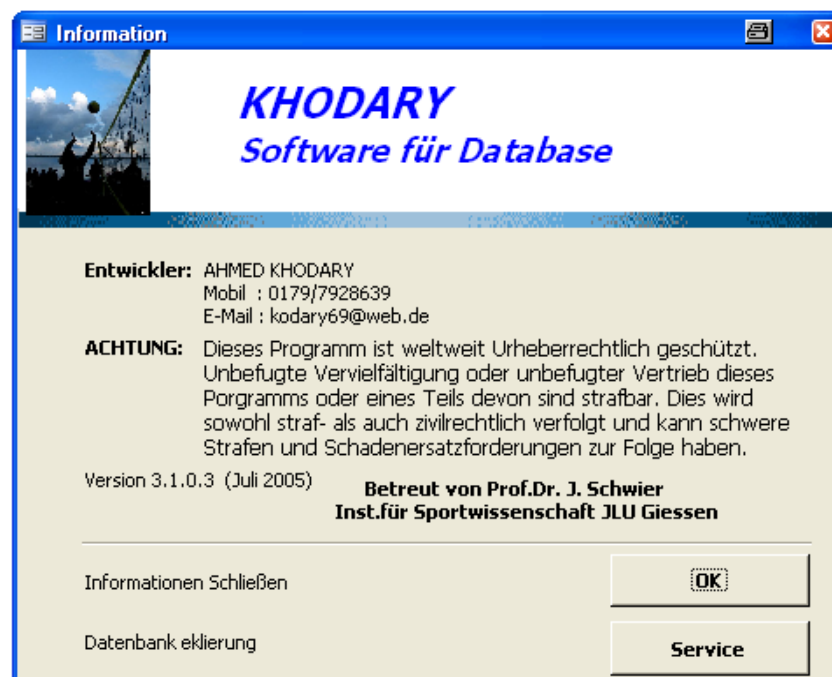 Information
KHODARY
Software für Database
Entwickler: AHMED KHODARY
Mobil : 0179/7928639
E-Mail : kodary69@web.de
ACHTUNG: Dieses Programm ist weltweit Urheberrechtlich geschützt.
Unbefugte Vervielfältigung oder unbefugter Vertrieb dieses
Porgramms oder eines Teils devon sind strafbar. Dies wird
sowohl straf- als auch zivilrechtlich verfolgt und kann schwere
Strafen und Schadenersatzforderungen zur Folge haben.
Version 3.1.0.3 (Juli 2005)
Betreut von Prof.Dr. J. Schwier
Inst.für Sportwissenschaft JLU Giessen
Informationen Schließen
OK
Datenbank eklierung
Service